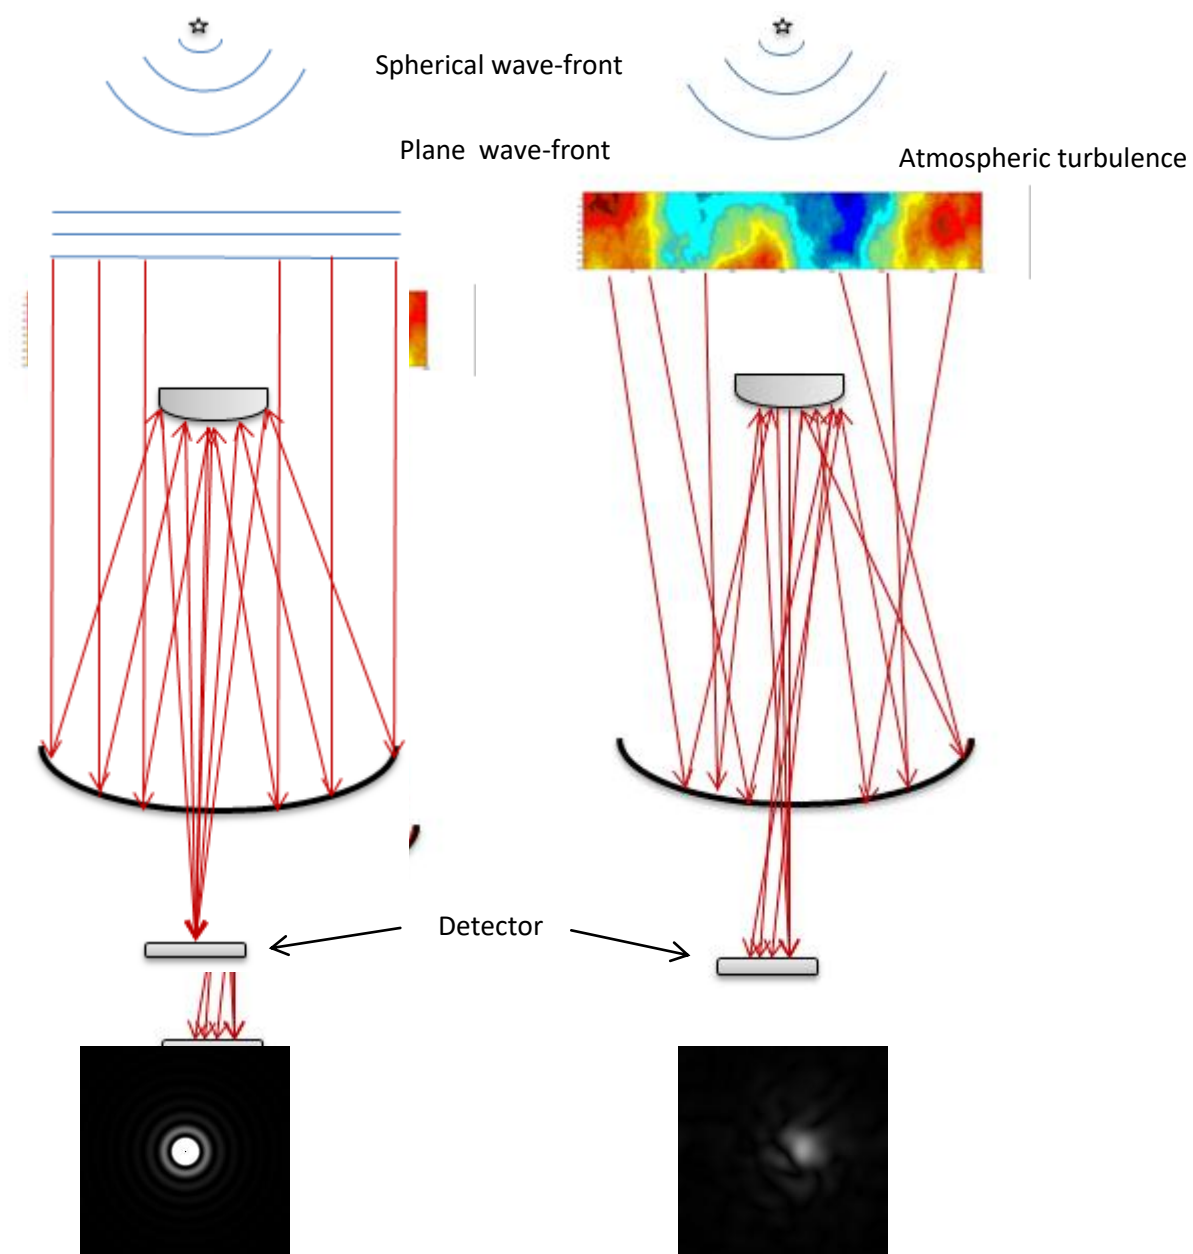 Spherical wave-front
Plane wave-front
Atmospheric turbulence
Detector